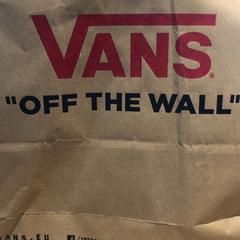 VANS®
"OFF THE WALL"
ANS.EU